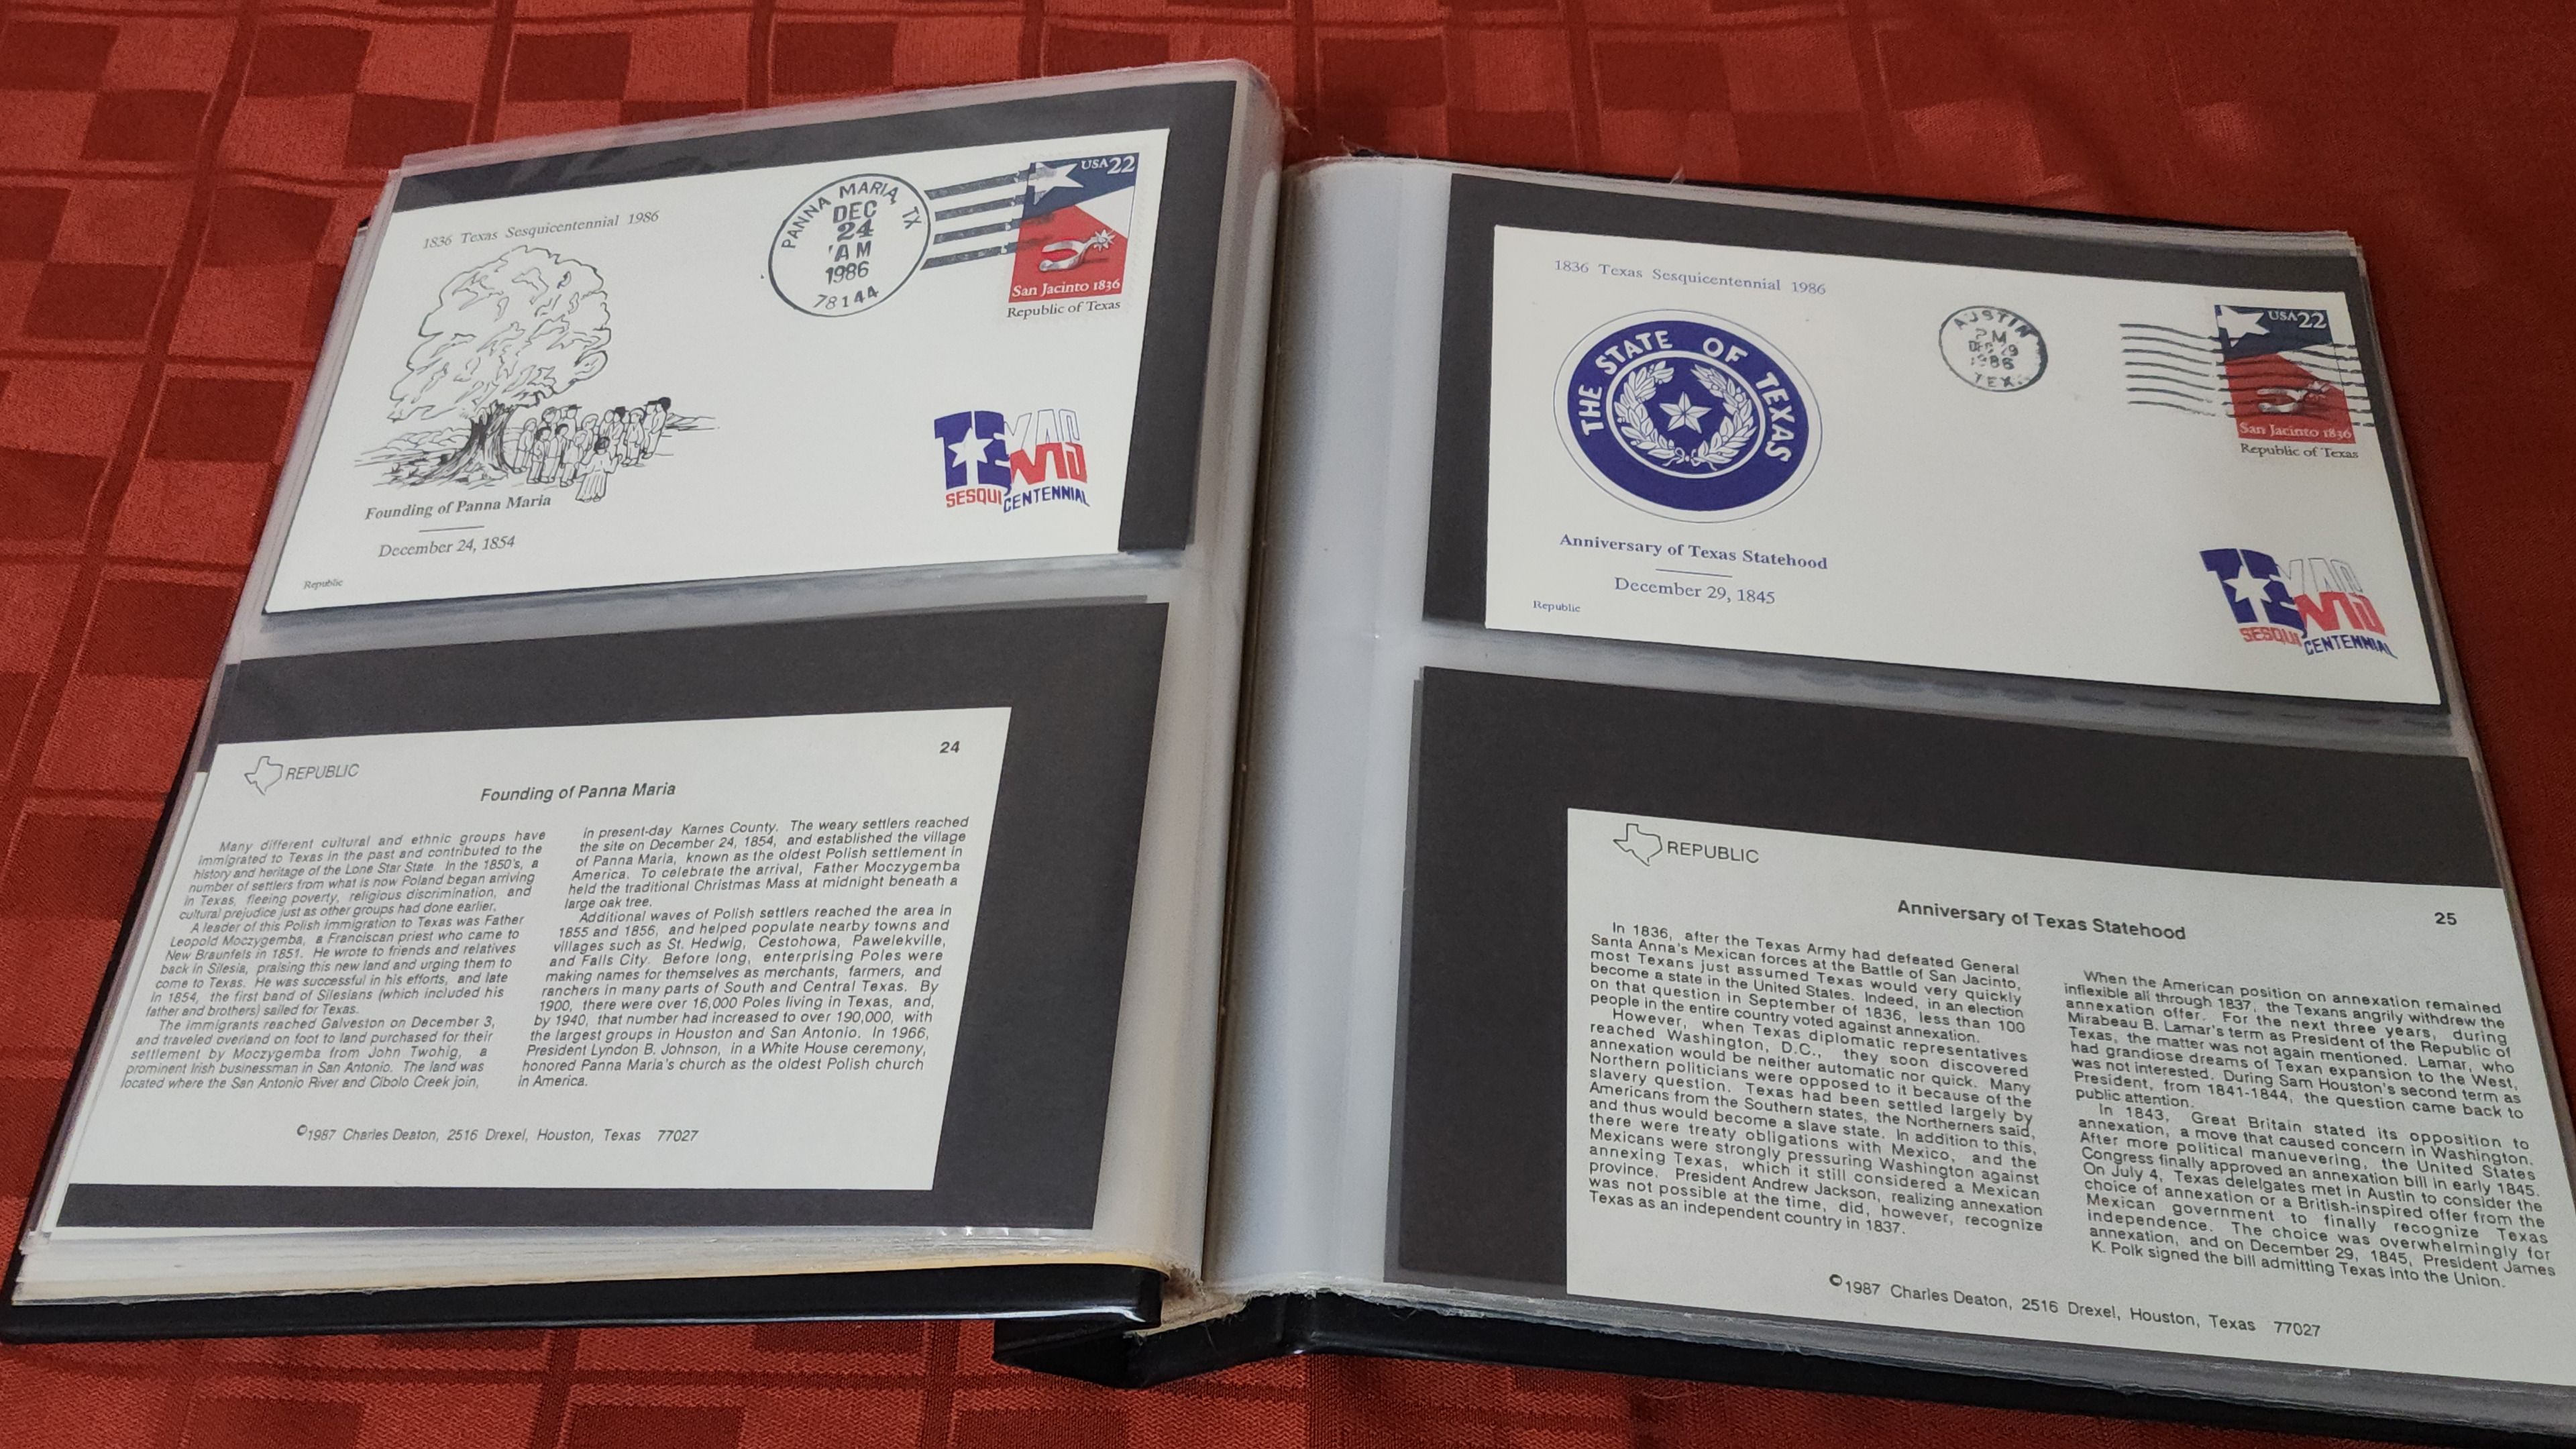 1836 Texas Sesquicentennial 1986
PANNA MARIA, TX
DEC
24
AM
1986
78144
USA 22
San Jacinto 1836
Republic of Texas
TEXAS
SESQUICENTENNIAL
Founding of Panna Maria
December 24, 1854
Republic
REPUBLIC
24
Founding of Panna Maria
Many different cultural and ethnic groups have
immigrated to Texas in the past and contributed to the
history and heritage of the Lone Star State. In the 1850's, a
number of settlers from what is now Poland began arriving
in Texas, fleeing poverty, religious discrimination, and
cultural prejudice just as other groups had done earlier.
A leader of this Polish immigration to Texas was Father
Leopold Moczygemba, a Franciscan priest who came to
New Braunfels in 1851. He wrote to friends and relatives
back in Silesia, praising this new land and urging them to
come to Texas. He was successful in his efforts, and late
in 1854, the first band of Silesians (which included his
father and brothers) sailed for Texas.
The immigrants reached Galveston on December 3,
and traveled overland on foot to land purchased for their
settlement by Moczygemba from John Twohig, a
prominent Irish businessman in San Antonio. The land was
located where the San Antonio River and Cibolo Creek join,
in present-day Karnes County. The weary settlers reached
the site on December 24, 1854, and established the village
of Panna Maria, known as the oldest Polish settlement in
America. To celebrate the arrival, Father Moczygemba
held the traditional Christmas Mass at midnight beneath a
large oak tree.
Additional waves of Polish settlers reached the area in
1855 and 1856, and helped populate nearby towns and
villages such as St. Hedwig, Cestohowa, Pawelekville,
and Falls City. Before long, enterprising Poles were
making names for themselves as merchants, farmers, and
ranchers in many parts of South and Central Texas. By
1900, there were over 16,000 Poles living in Texas, and,
by 1940, that number had increased to over 190,000, with
the largest groups in Houston and San Antonio. In 1966,
President Lyndon B. Johnson, in a White House ceremony,
honored Panna Maria's church as the oldest Polish church
in America.
©1987 Charles Deaton, 2516 Drexel, Houston, Texas 77027
1836 Texas Sesquicentennial 1986
THE STATE OF TEXAS
AUSTIN
PM
1986
TEX
USA 22
San Jacinto 1836
Republic of Texas
Anniversary of Texas Statehood
December 29, 1845
Republic
TEXAS
SESQUICENTENNIAL
REPUBLIC
25
Anniversary of Texas Statehood
In 1836, after the Texas Army had defeated General
Santa Anna's Mexican forces at the Battle of San Jacinto,
most Texans just assumed Texas would very quickly
become a state in the United States. Indeed, in an election
on that question in September of 1836, less than 100
people in the entire country voted against annexation.
However, when Texas diplomatic representatives
reached Washington, D.C., they soon discovered
annexation would be neither automatic nor quick. Many
Northern politicians were opposed to it because of the
slavery question. Texas had been settled largely by
Americans from the Southern states, the Northerners said,
and thus would become a slave state. In addition to this,
there were treaty obligations with Mexico, and the
Mexicans were strongly pressuring Washington against
annexing Texas, which it still considered a Mexican
province. President Andrew Jackson, realizing annexation
was not possible at the time, did, however, recognize
Texas as an independent country in 1837.
When the American position on annexation remained
inflexible all through 1837, the Texans angrily withdrew the
annexation offer. For the next three years, during
Mirabeau B. Lamar's term as President of the Republic of
Texas, the matter was not again mentioned. Lamar, who
had grandiose dreams of Texan expansion to the West,
was not interested. During Sam Houston's second term as
President, from 1841-1844, the question came back to
public attention.
In 1843, Great Britain stated its opposition to
annexation, a move that caused concern in Washington.
After more political manuevering, the United States
Congress finally approved an annexation bill in early 1845.
On July 4, Texas delelgates met in Austin to consider the
choice of annexation or a British-inspired offer from the
Mexican government to finally recognize Texas
independence. The choice was overwhelmingly for
annexation, and on December 29, 1845, President James
K. Polk signed the bill admitting Texas into the Union.
©1987 Charles Deaton, 2516 Drexel, Houston, Texas 77027